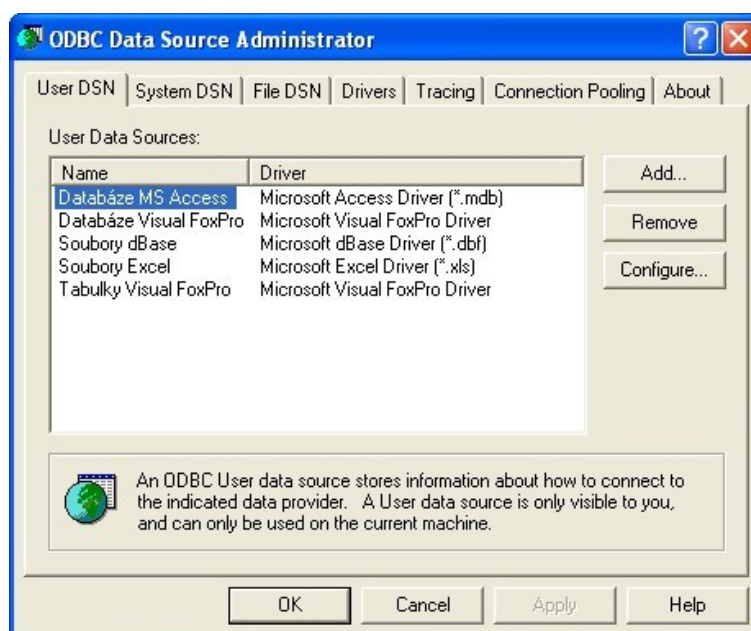 ODBC Data Source Administrator
User DSN System DSN File DSN Drivers Tracing Connection Pooling About
User Data Sources:
Name Driver
Databáze MS Access Microsoft Access Driver (*.mdb)
Databáze Visual FoxPro Microsoft Visual FoxPro Driver
Soubory dBase Microsoft dBase Driver (*.dbf)
Soubory Excel Microsoft Excel Driver (*.xls)
Tabulky Visual FoxPro Microsoft Visual FoxPro Driver
Add...
Remove
Configure...
An ODBC User data source stores information about how to connect to
the indicated data provider. A User data source is only visible to you,
and can only be used on the current machine.
OK Cancel Apply Help